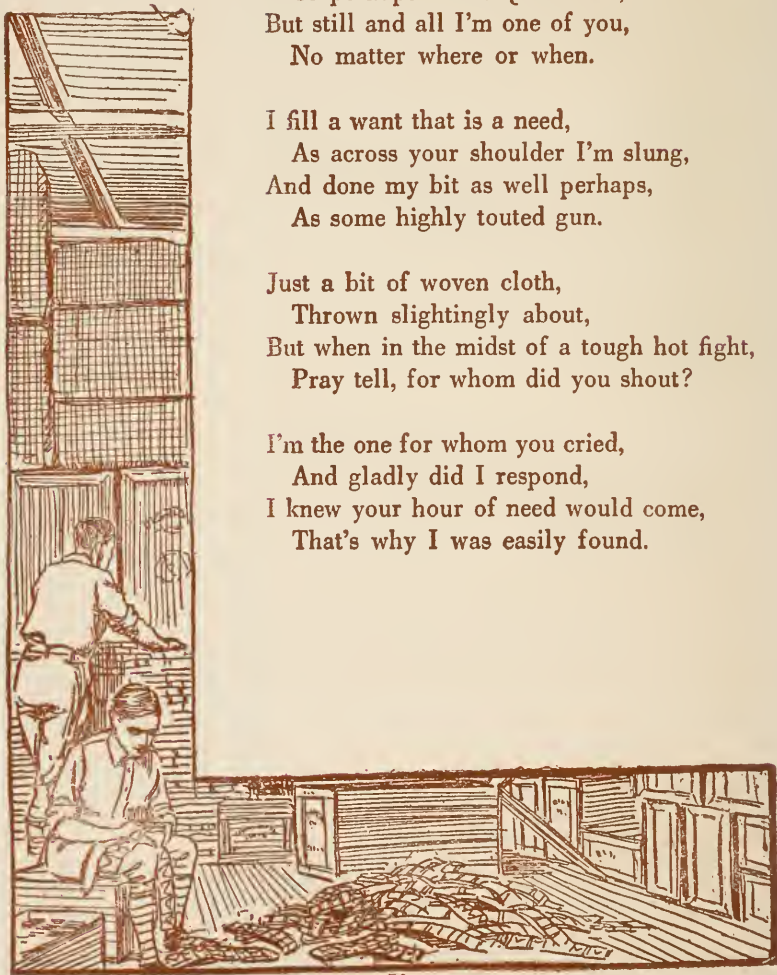 But still and all I'm one of you,
No matter where or when.

I fill a want that is a need,
As across your shoulder I'm slung,
And done my bit as well perhaps,
As some highly touted gun.

Just a bit of woven cloth,
Thrown slightingly about,
But when in the midst of a tough hot fight,
Pray tell, for whom did you shout?

I'm the one for whom you cried,
And gladly did I respond,
I knew your hour of need would come,
That's why I was easily found.